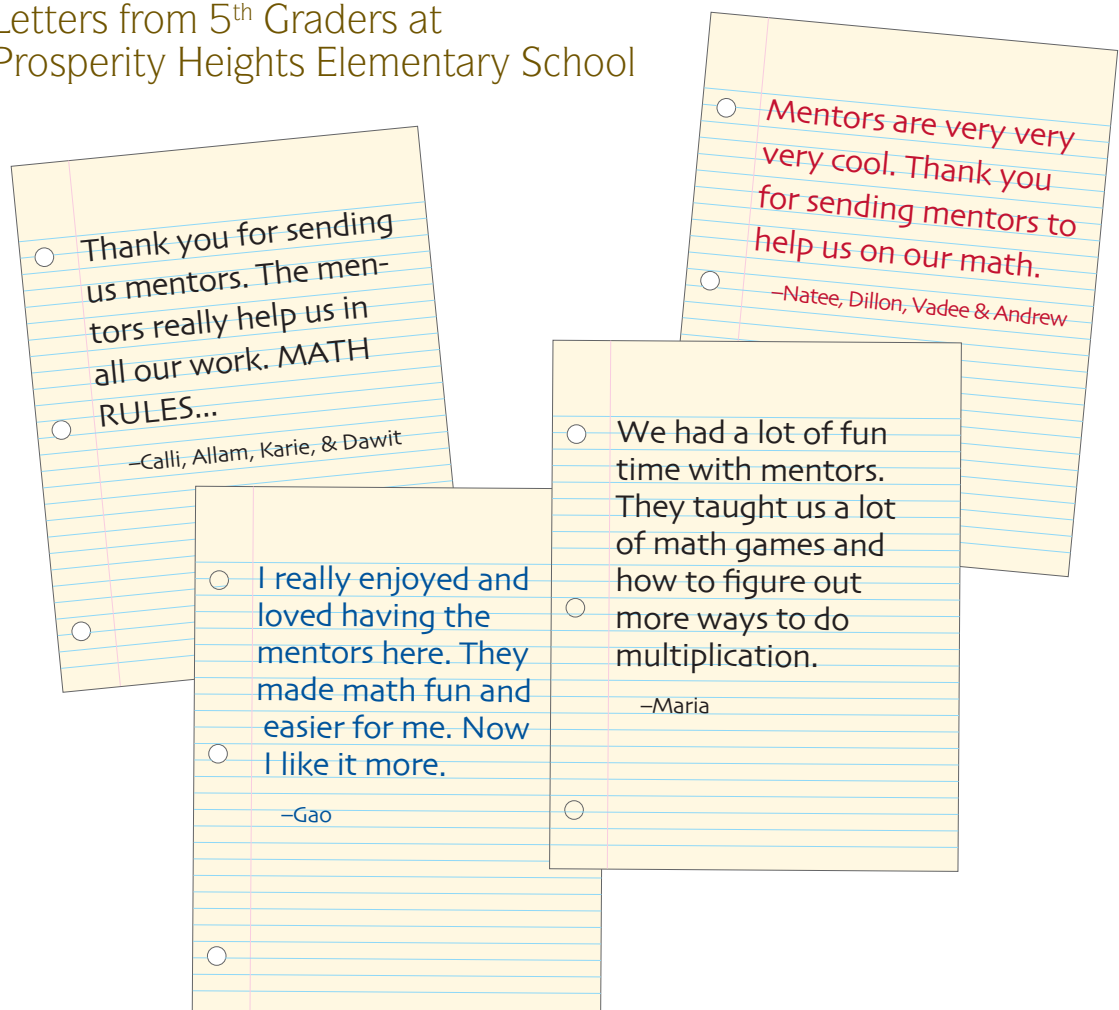 Letters from 5th Graders at
Prosperity Heights Elementary School
Thank you for sending
us mentors. The men-
tors really help us in
all our work. MATH
RULES...
–Calli, Allam, Karie, & Dawit
Mentors are very very
very cool. Thank you
for sending mentors to
help us on our math.
–Natee, Dillon, Vadee & Andrew
I really enjoyed and
loved having the
mentors here. They
made math fun and
easier for me. Now
I like it more.
–Gao
We had a lot of fun
time with mentors.
They taught us a lot
of math games and
how to figure out
more ways to do
multiplication.
–Maria